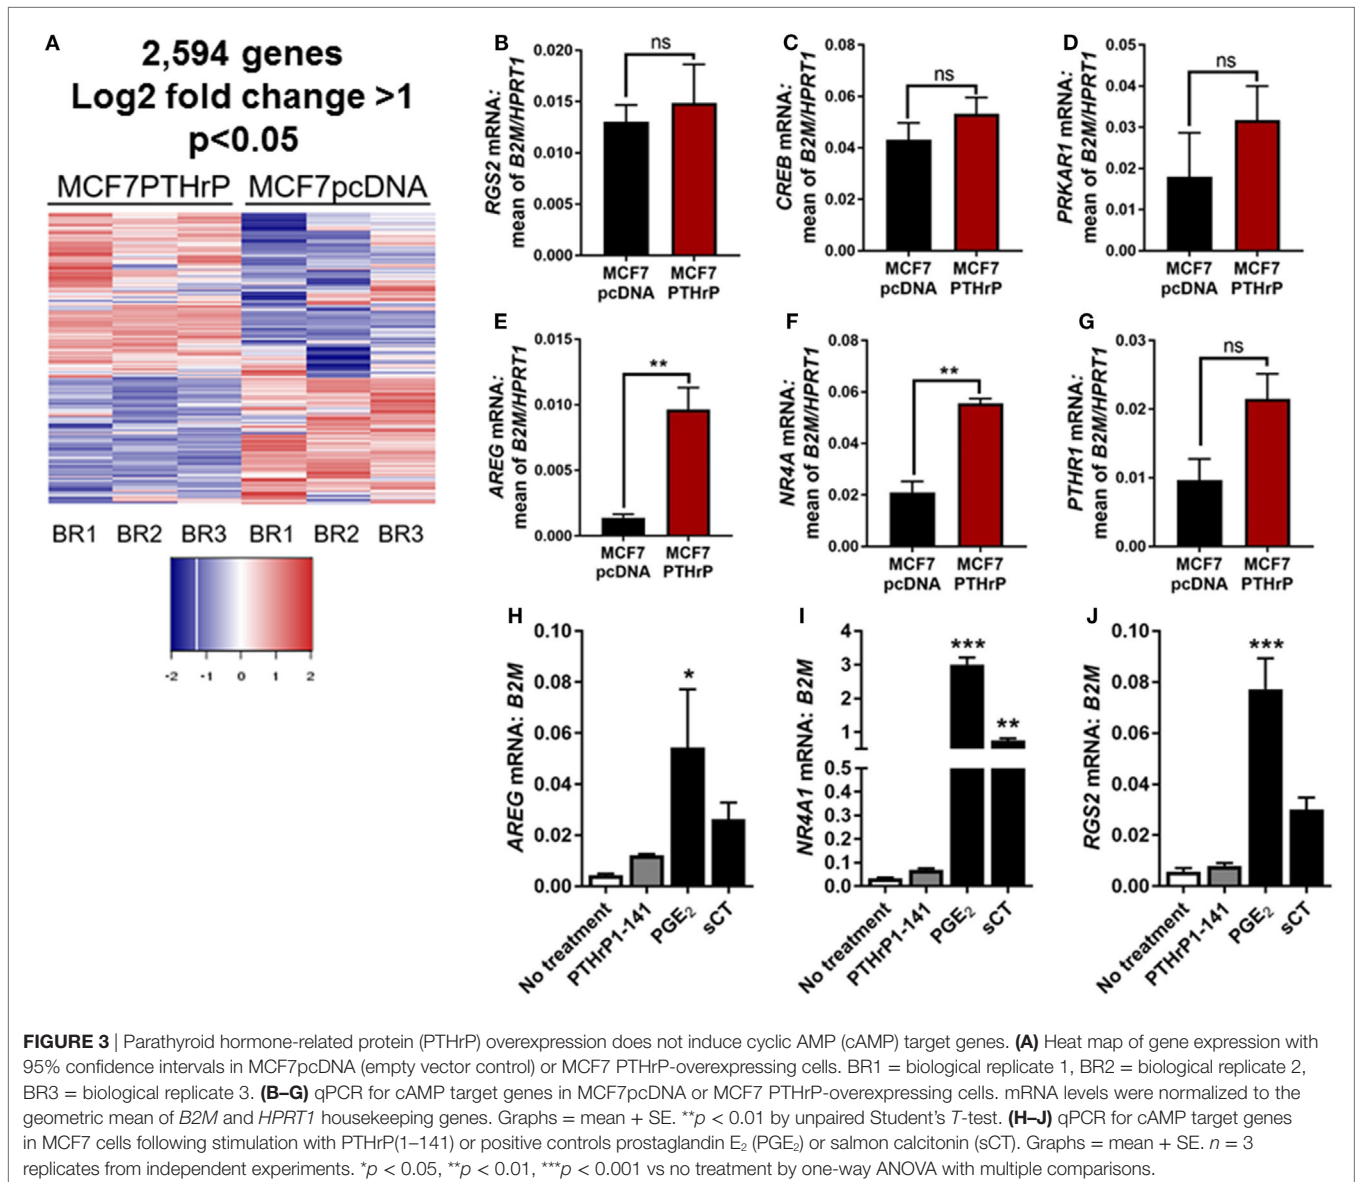 A
2,594 genes
Log2 fold change >1
p<0.05
MCF7PTHrP MCF7pcDNA
BR1 BR2 BR3 BR1 BR2 BR3
-2 -1 0 1 2
B
RGS2 mRNA:
mean of B2M/HPRT1
0.020
0.015
0.010
0.005
0.000
ns
MCF7 MCF7
pcDNA PTHrP
C
CREB mRNA:
mean of B2M/HPRT1
0.08
0.06
0.04
0.02
0.00
ns
MCF7 MCF7
pcDNA PTHrP
D
PRKAR1 mRNA:
mean of B2M/HPRT1
0.05
0.04
0.03
0.02
0.01
0.00
ns
MCF7 MCF7
pcDNA PTHrP
E
AREG mRNA:
mean of B2M/HPRT1
0.015
0.010
0.005
0.000
**
MCF7 MCF7
pcDNA PTHrP
F
NR4A mRNA:
mean of B2M/HPRT1
0.08
0.06
0.04
0.02
0.00
**
MCF7 MCF7
pcDNA PTHrP
G
PTHR1 mRNA:
mean of B2M/HPRT1
0.03
0.02
0.01
0.00
ns
MCF7 MCF7
pcDNA PTHrP
H
AREG mRNA: B2M
0.10
0.08
0.06
0.04
0.02
0.00
*
No treatment
PTHrP1-141
PGE₂
sCT
I
NR4A1 mRNA: B2M
4
3
2
1
0.5
0.4
0.3
0.2
0.1
0.0
***
**
No treatment
PTHrP1-141
PGE₂
sCT
J
RGS2 mRNA: B2M
0.10
0.08
0.06
0.04
0.02
0.00
***
No treatment
PTHrP1-141
PGE₂
sCT
FIGURE 3 | Parathyroid hormone-related protein (PTHrP) overexpression does not induce cyclic AMP (cAMP) target genes. (A) Heat map of gene expression with
95% confidence intervals in MCF7pcDNA (empty vector control) or MCF7 PTHrP-overexpressing cells. BR1 = biological replicate 1, BR2 = biological replicate 2,
BR3 = biological replicate 3. (B–G) qPCR for cAMP target genes in MCF7pcDNA or MCF7 PTHrP-overexpressing cells. mRNA levels were normalized to the
geometric mean of B2M and HPRT1 housekeeping genes. Graphs = mean + SE. **p < 0.01 by unpaired Student's T-test. (H–J) qPCR for cAMP target genes
in MCF7 cells following stimulation with PTHrP(1–141) or positive controls prostaglandin E₂ (PGE₂) or salmon calcitonin (sCT). Graphs = mean + SE. n = 3
replicates from independent experiments. *p < 0.05, **p < 0.01, ***p < 0.001 vs no treatment by one-way ANOVA with multiple comparisons.